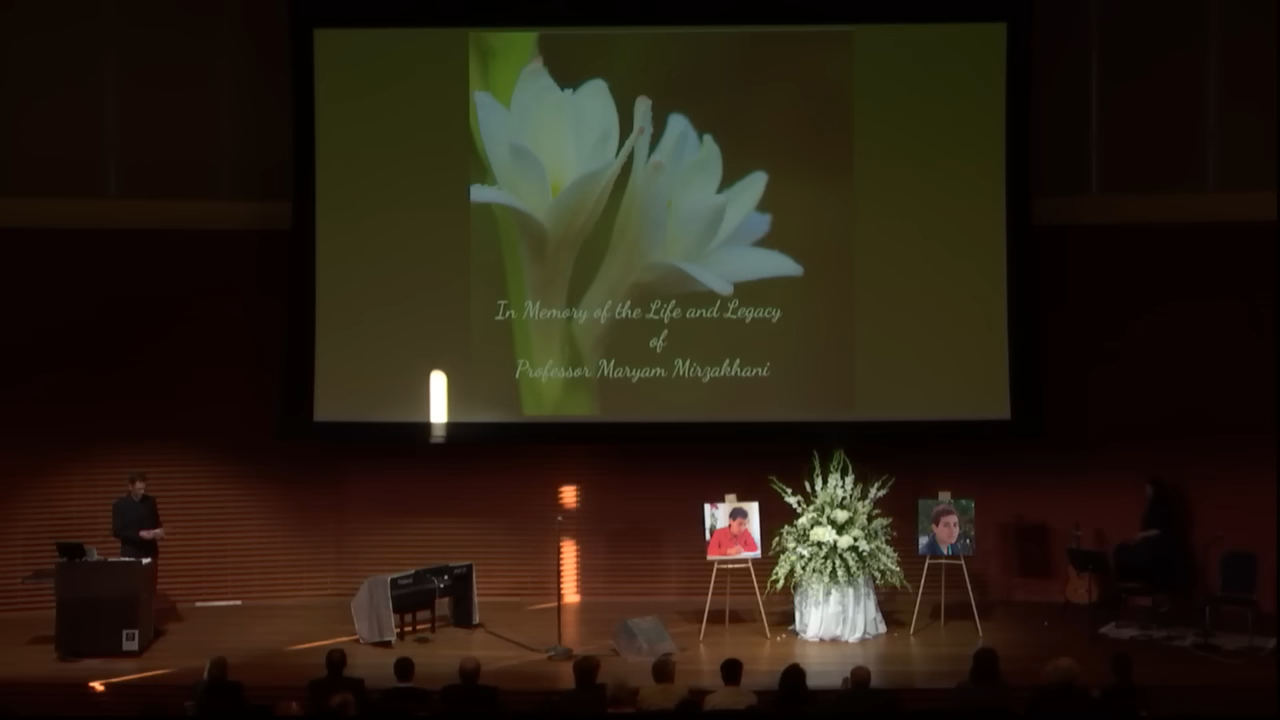 In Memory of the Life and Legacy
of
Professor Maryam Mirzakhani